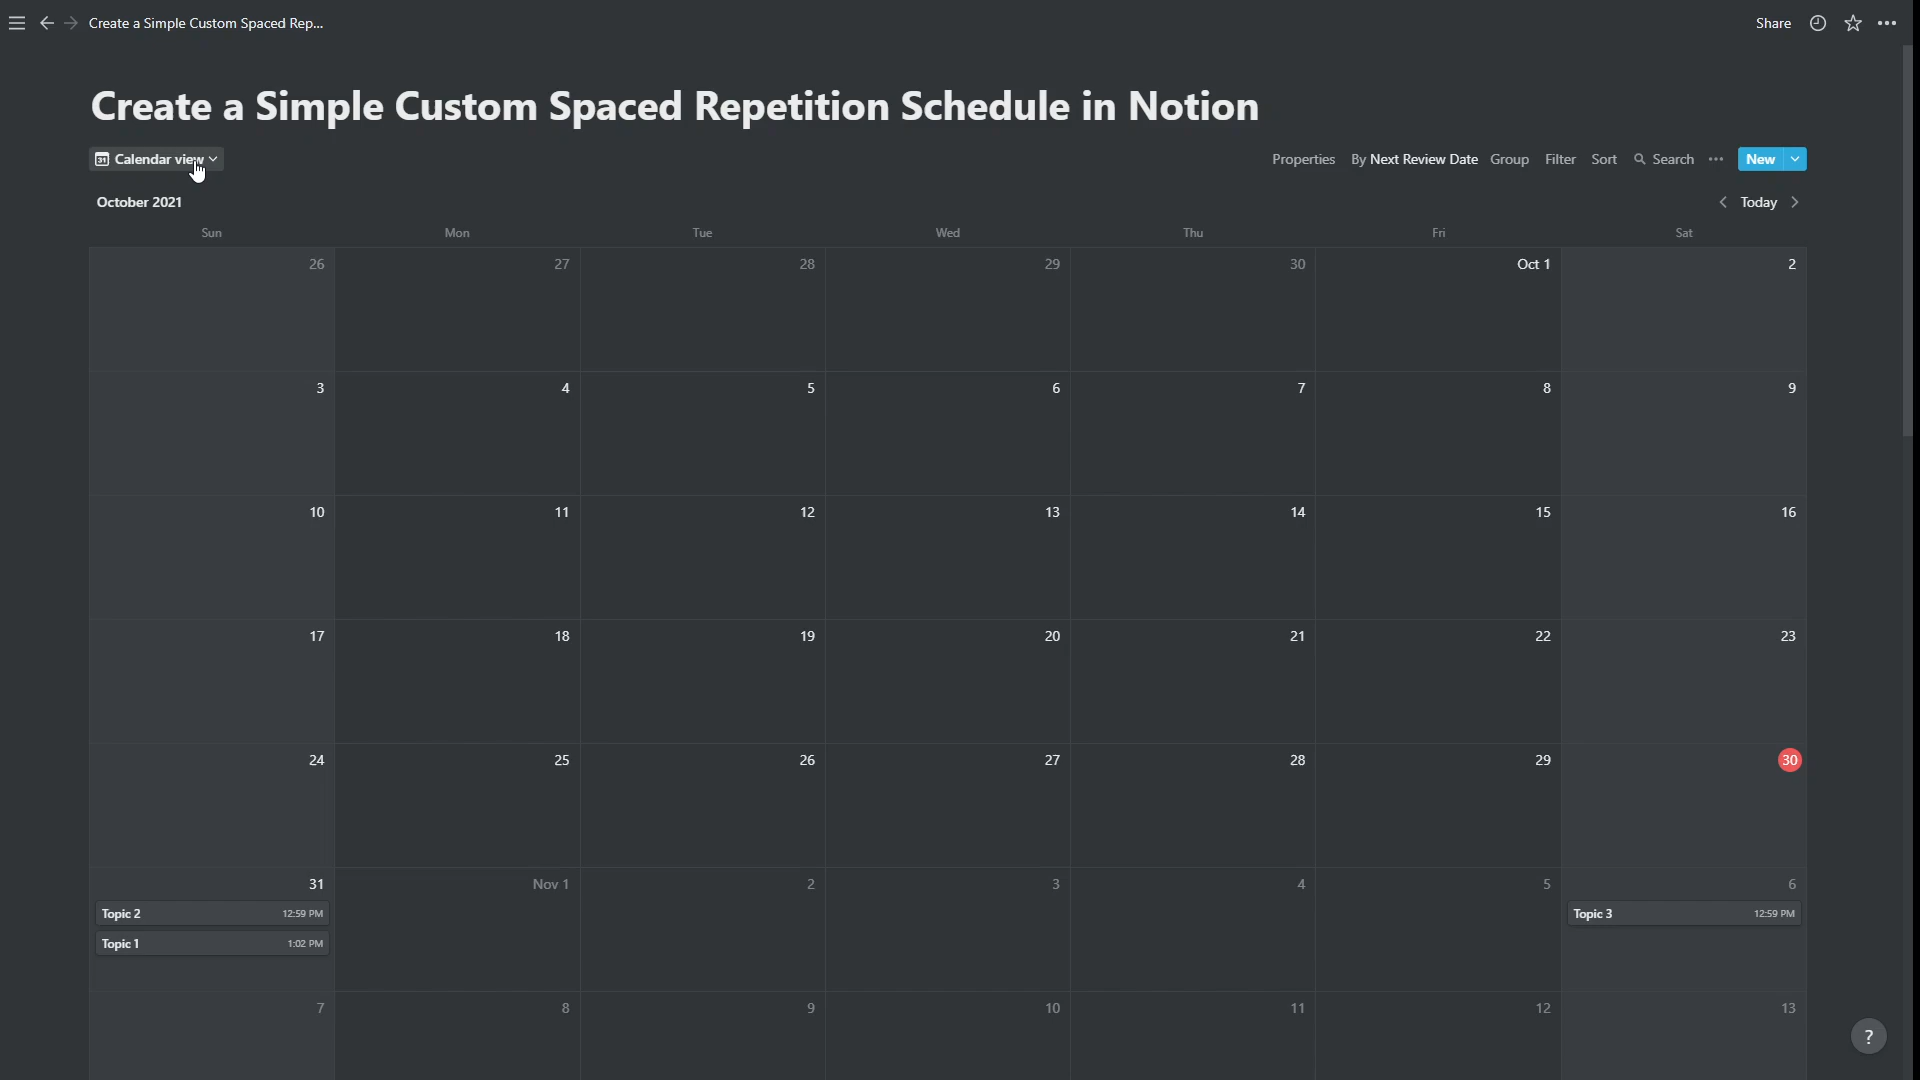 Create a Simple Custom Spaced Rep...
Share
Create a Simple Custom Spaced Repetition Schedule in Notion
31 Calendar view
Properties By Next Review Date Group Filter Sort Search New
October 2021
Today
Sun Mon Tue Wed Thu Fri Sat
26 27 28 29 30 Oct 1 2
3 4 5 6 7 8 9
10 11 12 13 14 15 16
17 18 19 20 21 22 23
24 25 26 27 28 29 30
31 Nov 1 2 3 4 5 6
Topic 2 12:59 PM Topic 3 12:59 PM
Topic 1 1:02 PM
7 8 9 10 11 12 13
?